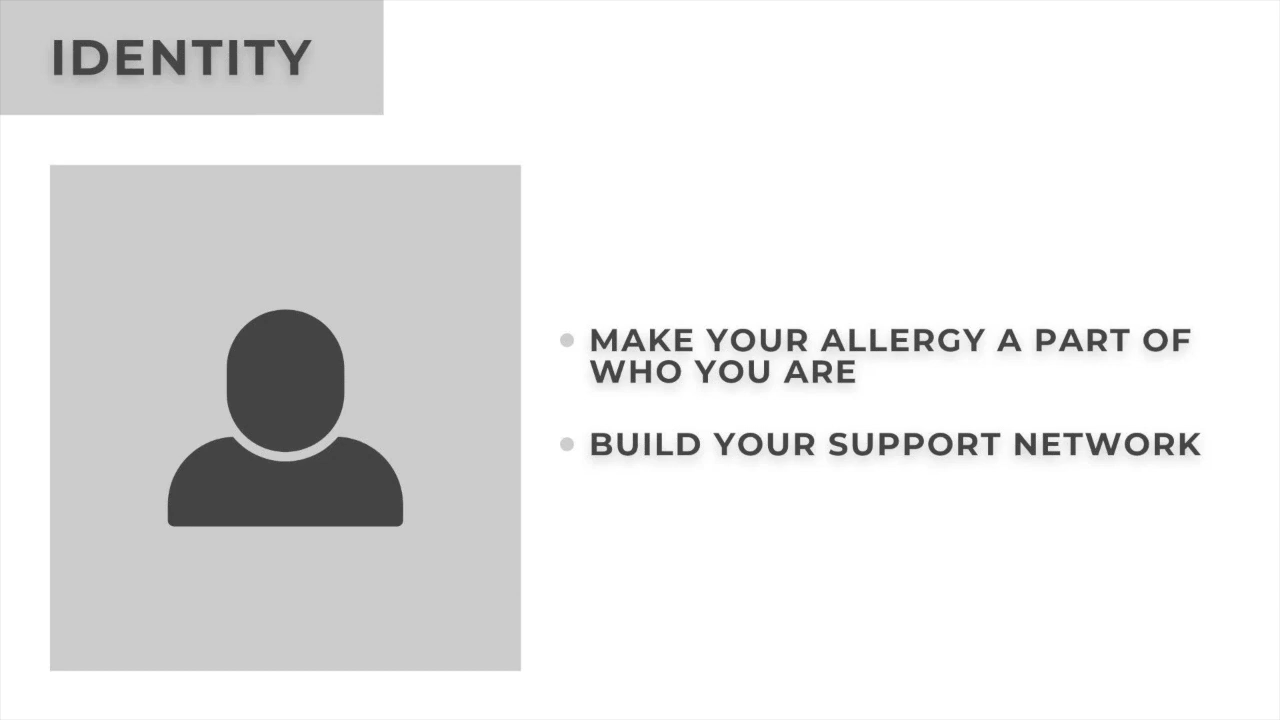 IDENTITY
MAKE YOUR ALLERGY A PART OF
WHO YOU ARE
BUILD YOUR SUPPORT NETWORK